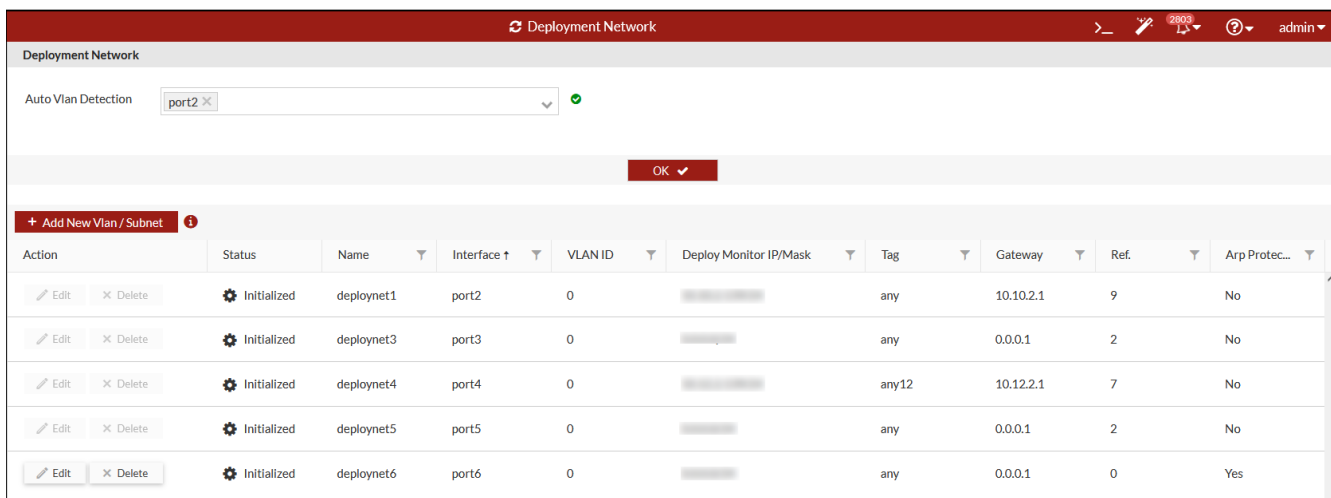 Deployment Network
2803
admin
Deployment Network
Auto Vlan Detection port2
OK
+ Add New Vlan / Subnet
Action Status Name Interface VLAN ID Deploy Monitor IP/Mask Tag Gateway Ref. Arp Protec...
Edit Delete Initialized deploynet1 port2 0 any 10.10.2.1 9 No
Edit Delete Initialized deploynet3 port3 0 any 0.0.0.1 2 No
Edit Delete Initialized deploynet4 port4 0 any12 10.12.2.1 7 No
Edit Delete Initialized deploynet5 port5 0 any 0.0.0.1 2 No
Edit Delete Initialized deploynet6 port6 0 any 0.0.0.1 0 Yes